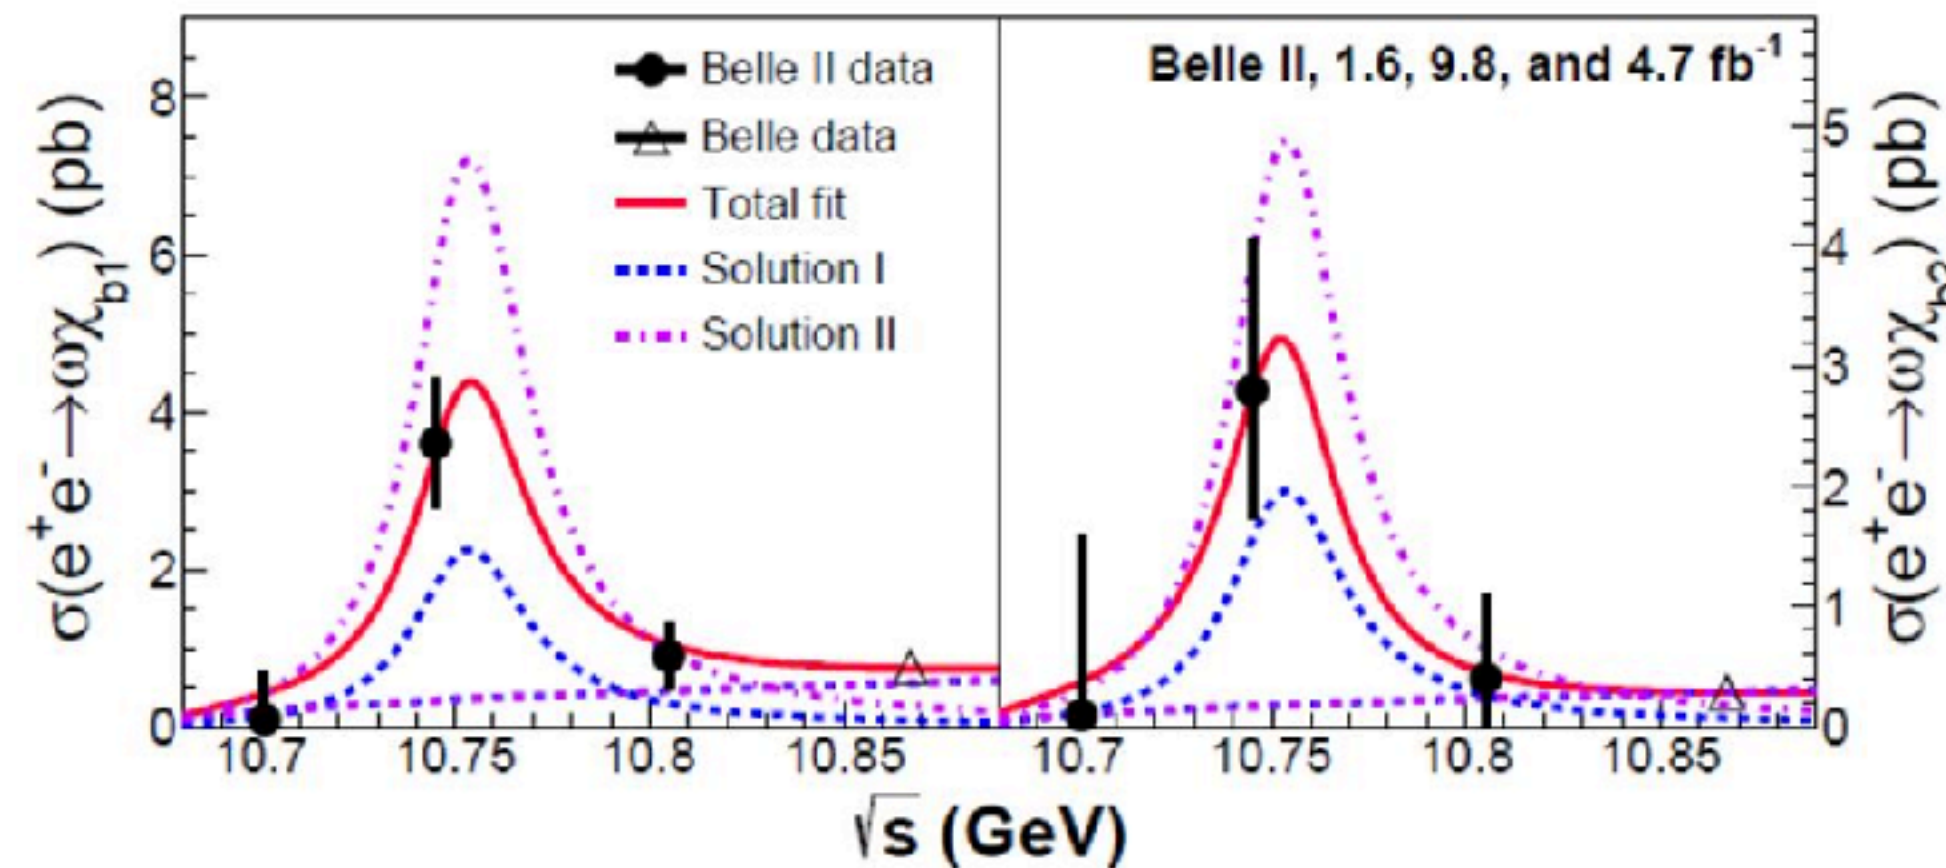 Belle II data
Belle data
Total fit
Solution I
Solution II
Belle II, 1.6, 9.8, and 4.7 fb⁻¹
σ(e⁺e⁻→ωχ_b1) (pb)
8
6
4
2
0
10.7 10.75 10.8 10.85
10.7 10.75 10.8 10.85
5
4
3
2
1
0
σ(e⁺e⁻→ωχ_b2) (pb)
√s (GeV)